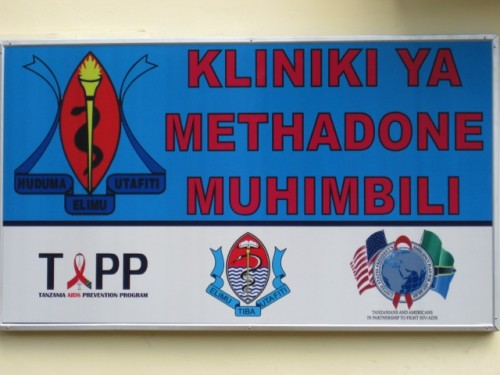 KLINIKI YA
METHADONE
MUHIMBILI
HUDUMA
UTAFITI
ELIMU
TAPP
TANZANIA AIDS PREVENTION PROGRAM
ELIMU
TIBA
UTAFITI
TANZANIANS AND AMERICANS
IN PARTNERSHIP TO FIGHT HIV/AIDS